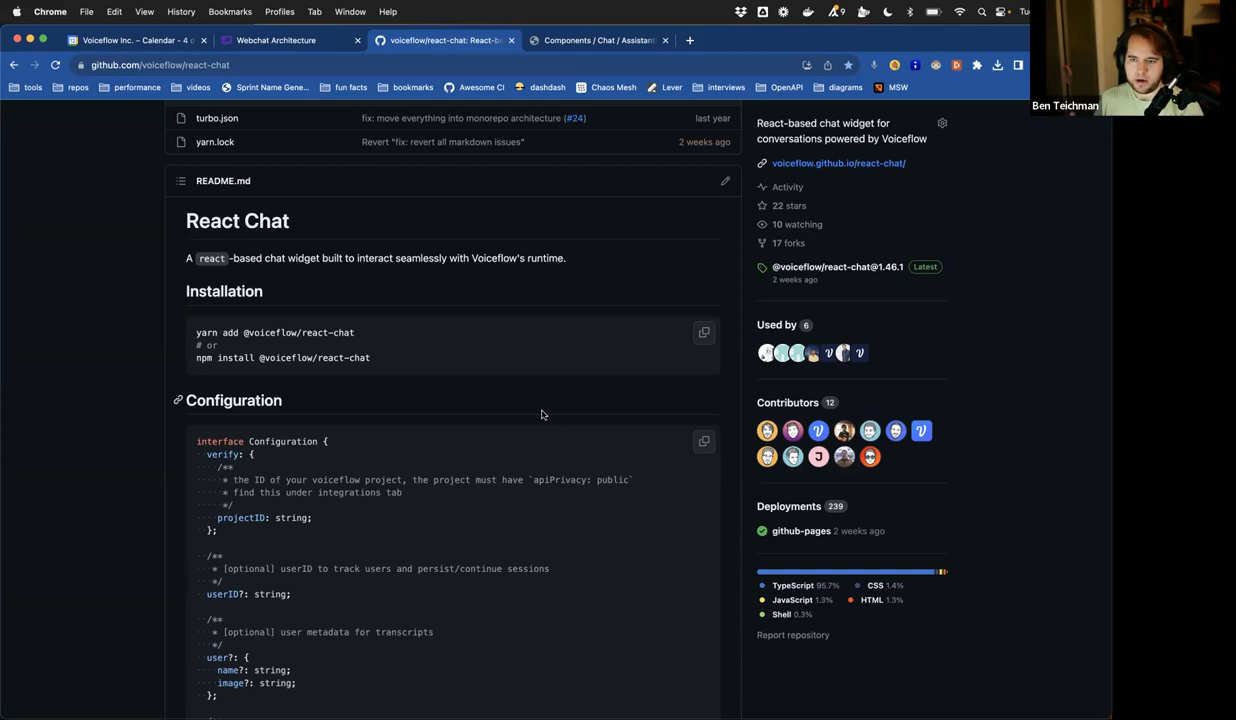 Chrome File Edit View History Bookmarks Profiles Tab Window Help
9
Voiceflow Inc. – Calendar - 4 d
Webchat Architecture
voiceflow/react-chat: React-ba
Components / Chat / Assistant
github.com/voiceflow/react-chat
tools repos performance videos Sprint Name Gene... fun facts bookmarks Awesome CI dashdash Chaos Mesh Lever interviews OpenAPI diagrams MSW
Ben Teichman
turbo.json fix: move everything into monorepo architecture (#24) last year
yarn.lock Revert "fix: revert all markdown issues" 2 weeks ago
README.md
React Chat
A react-based chat widget built to interact seamlessly with Voiceflow's runtime.
Installation
yarn add @voiceflow/react-chat
# or
npm install @voiceflow/react-chat
Configuration
interface Configuration {
verify: {
/**
* the ID of your voiceflow project, the project must have `apiPrivacy: public`
* find this under integrations tab
*/
projectID: string;
};
/**
* [optional] userID to track users and persist/continue sessions
*/
userID?: string;
/**
* [optional] user metadata for transcripts
*/
user?: {
name?: string;
image?: string;
};
React-based chat widget for
conversations powered by Voiceflow
voiceflow.github.io/react-chat/
Activity
22 stars
10 watching
17 forks
@voiceflow/react-chat@1.46.1 Latest
2 weeks ago
Used by 6
Contributors 12
Deployments 239
github-pages 2 weeks ago
TypeScript 95.7% CSS 1.4%
JavaScript 1.3% HTML 1.3%
Shell 0.3%
Report repository